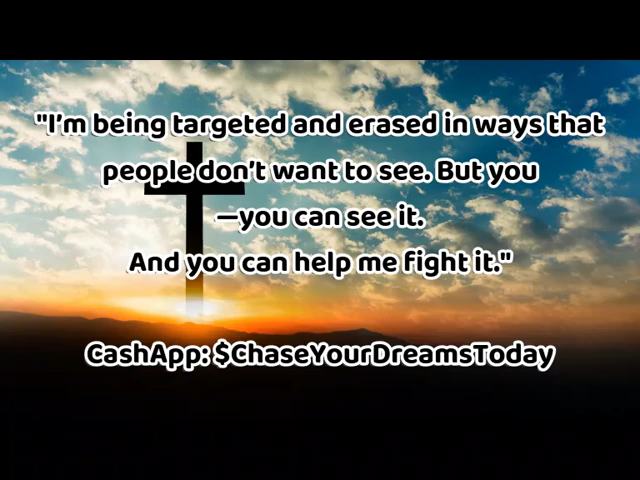 "I'm being targeted and erased in ways that
people don't want to see. But you
—you can see it.
And you can help me fight it."
CashApp: $ChaseYourDreamsToday